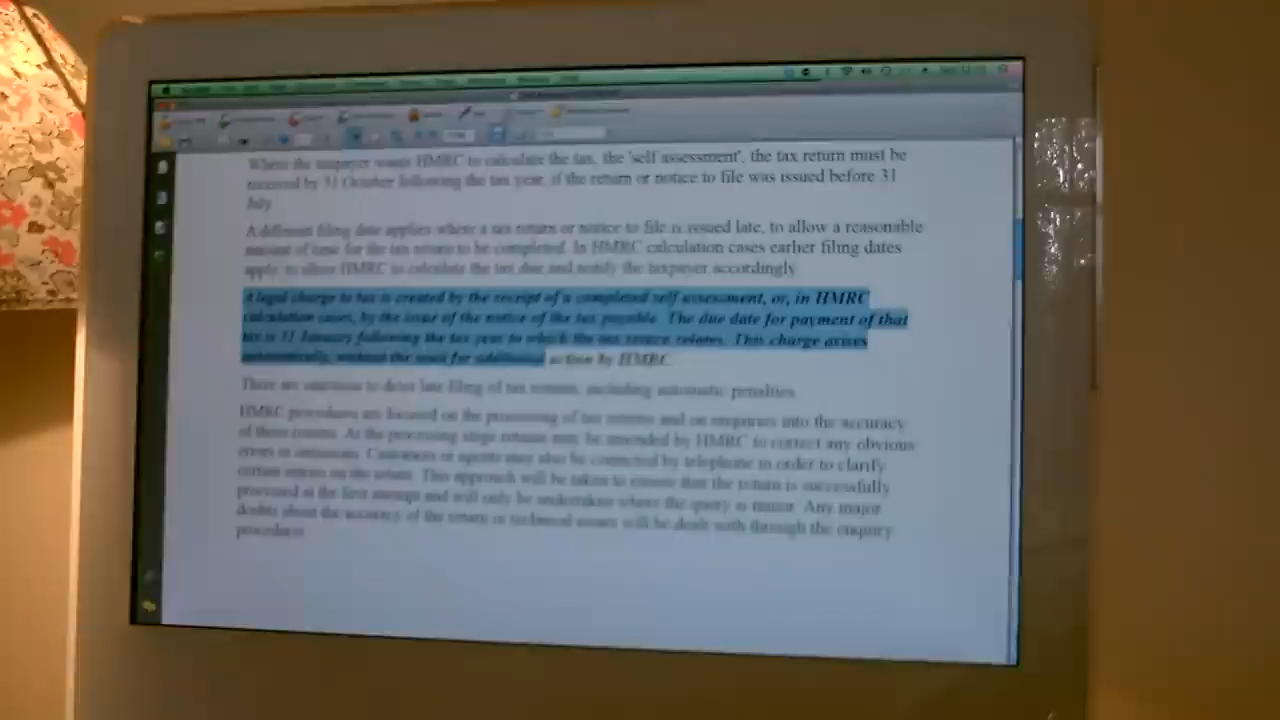 Where the taxpayer wants HMRC to calculate the tax, the 'self assessment', the tax return must be
received by 31 October following the tax year, if the return or notice to file was issued before 31
July
A different filing date applies where a tax return or notice to file is issued late, to allow a reasonable
amount of time for the tax return to be completed. In HMRC calculation cases earlier filing dates
apply, to allow HMRC to calculate the tax due and notify the taxpayer accordingly
A legal charge to tax is created by the receipt of a completed self assessment, or, in HMRC
calculation cases, by the issue of the notice of the tax payable. The due date for payment of that
tax is 31 January following the tax year to which the tax return relates. This charge arises
automatically, without the need for additional action by HMRC.
There are sanctions to deter late filing of tax returns, including automatic penalties.
HMRC procedures are focused on the processing of tax returns and on enquiries into the accuracy
of those returns. At the processing stage returns may be amended by HMRC to correct any obvious
errors or omissions. Customers or agents may also be contacted by telephone in order to clarify
certain entries on the return. This approach will be taken to ensure that the return is successfully
processed at the first attempt and will only be undertaken where the query is minor. Any major
doubts about the accuracy of the return or technical issues will be dealt with through the enquiry
procedures